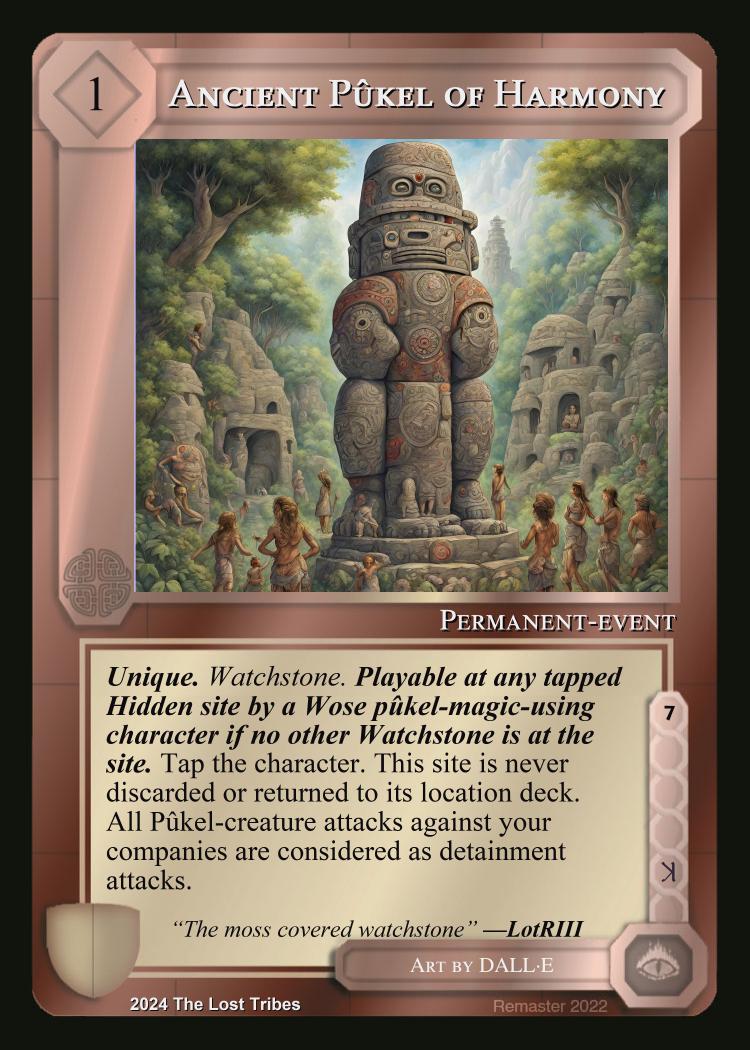 1
Ancient Pûkel of Harmony
Permanent-event
Unique. Watchstone. Playable at any tapped
Hidden site by a Wose pûkel-magic-using
character if no other Watchstone is at the
site. Tap the character. This site is never
discarded or returned to its location deck.
All Pûkel-creature attacks against your
companies are considered as detainment
attacks.
7
“The moss covered watchstone” —LotRIII
Art by DALL·E
2024 The Lost Tribes
Remaster 2022